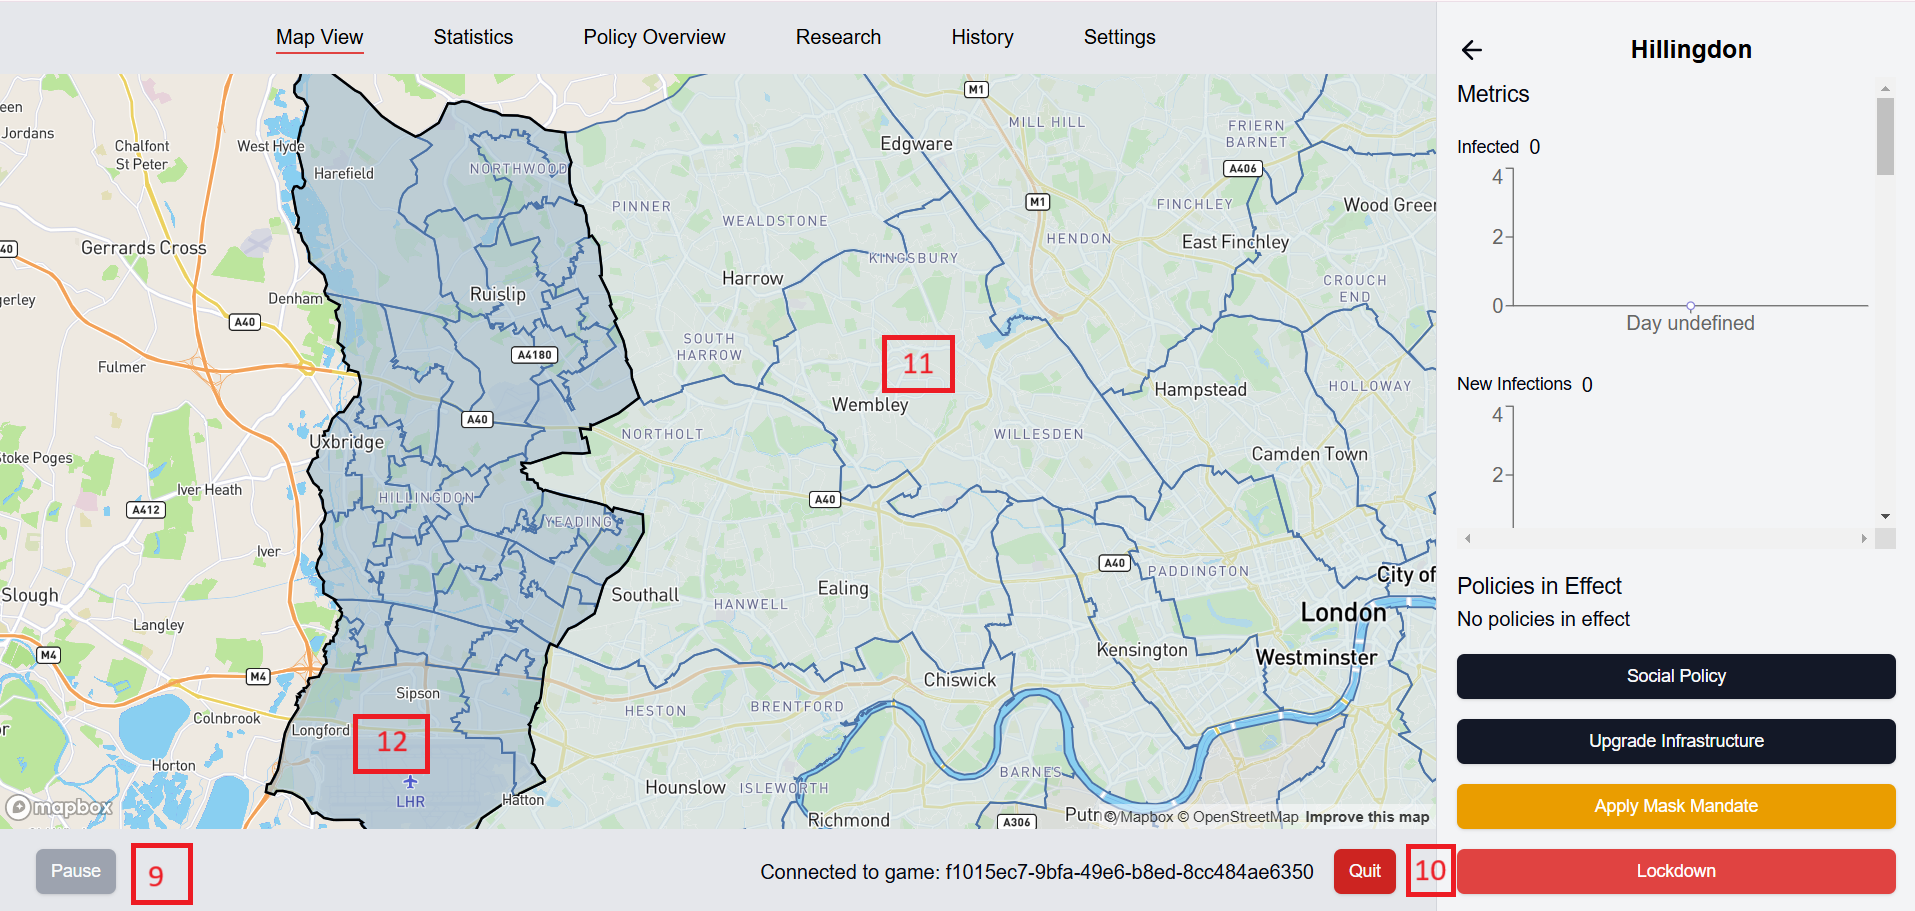 Map View
Statistics
Policy Overview
Research
History
Settings
Hillingdon
Metrics
Infected 0
4
2
0
Day undefined
New Infections 0
4
2
Policies in Effect
No policies in effect
Social Policy
Upgrade Infrastructure
Apply Mask Mandate
Lockdown
M1
MILL HILL
FRIERN
BARNET
Edgware
Jordans
Chalfont
St Peter
West Hyde
Harefield
NORTHWOOD
A406
M1
PINNER
WEALDSTONE
FINCHLEY
Wood Green
HENDON
East Finchley
40
Gerrards Cross
KINGSBURY
Harrow
CROUCH
END
Denham
Ruislip
A40
SOUTH
HARROW
A4180
11
Fulmer
Hampstead
HOLLOWAY
Wembley
A40
Uxbridge
NORTHOLT
WILLESDEN
Camden Town
Stoke Poges
Iver Heath
HILLINGDON
A40
A412
YEADING
Iver
A40
PADDINGTON
City of
Slough
Southall
Ealing
HANWELL
London
Langley
Kensington
Westminster
M4
M4
Sipson
Chiswick
Colnbrook
Longford
12
HESTON
BRENTFORD
Horton
LHR
Hatton
Hounslow
ISLEWORTH
BARNES
Richmond
A306
Putn
mapbox
© Mapbox © OpenStreetMap Improve this map
Pause
9
Connected to game: f1015ec7-9bfa-49e6-b8ed-8cc484ae6350
Quit
10